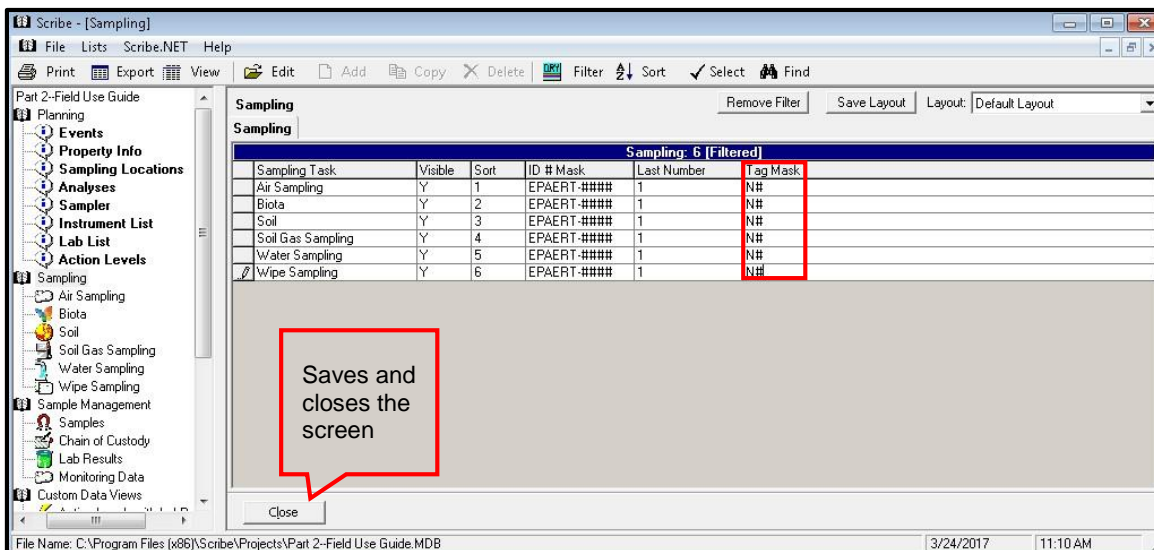 Scribe - [Sampling]
File Lists Scribe.NET Help
Print Export View Edit Add Copy Delete QRY Filter Sort Select Find
Part 2--Field Use Guide
Planning
Events
Property Info
Sampling Locations
Analyses
Sampler
Instrument List
Lab List
Action Levels
Sampling
Air Sampling
Biota
Soil
Soil Gas Sampling
Water Sampling
Wipe Sampling
Sample Management
Samples
Chain of Custody
Lab Results
Monitoring Data
Custom Data Views
Sampling Remove Filter Save Layout Layout: Default Layout
Sampling
Sampling: 6 [Filtered]
Sampling Task Visible Sort ID # Mask Last Number Tag Mask
Air Sampling Y 1 EPAERT-#### 1 N#
Biota Y 2 EPAERT-#### 1 N#
Soil Y 3 EPAERT-#### 1 N#
Soil Gas Sampling Y 4 EPAERT-#### 1 N#
Water Sampling Y 5 EPAERT-#### 1 N#
Wipe Sampling Y 6 EPAERT-#### 1 N#
Saves and
closes the
screen
Close
File Name: C:\Program Files (x86)\Scribe\Projects\Part 2--Field Use Guide.MDB 3/24/2017 11:10 AM